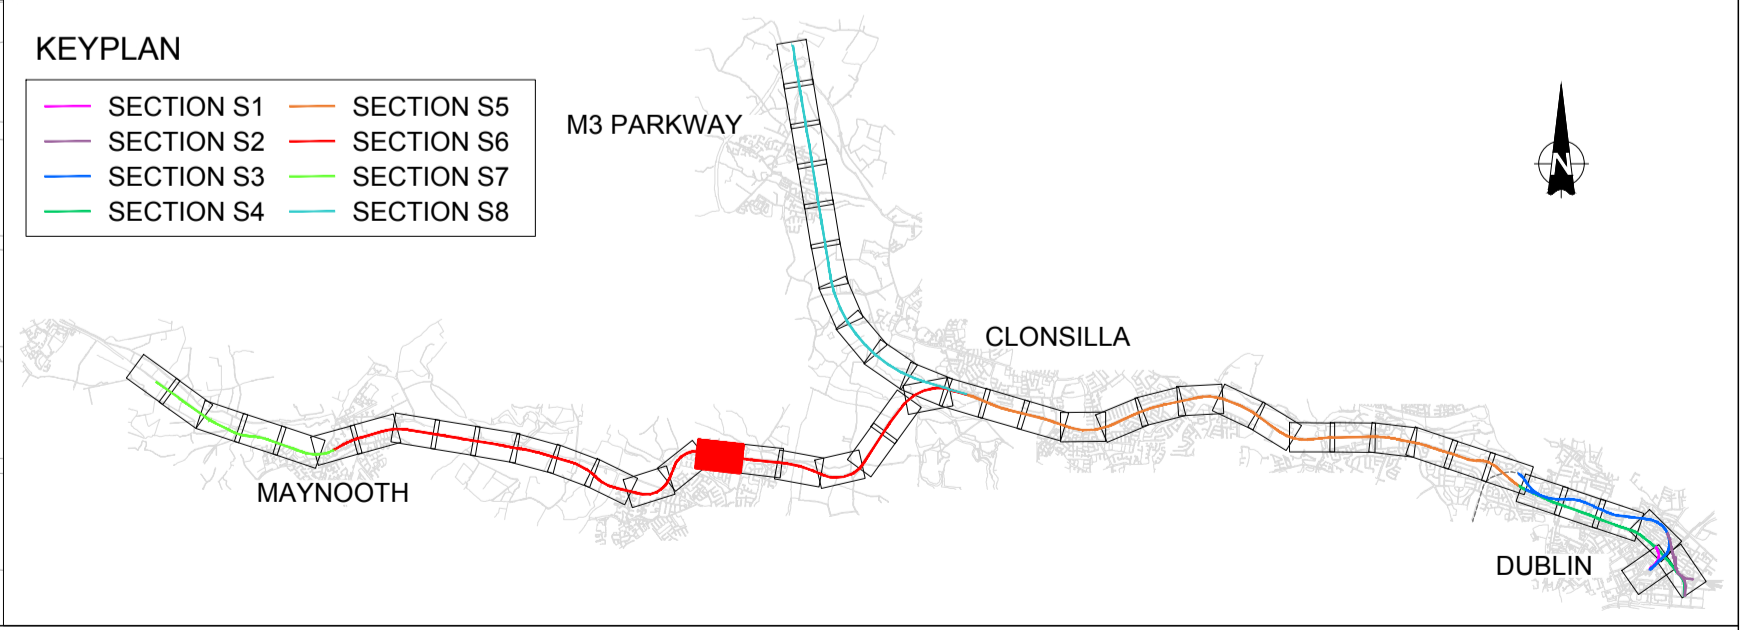 KEYPLAN
SECTION S1 SECTION S5
SECTION S2 SECTION S6
SECTION S3 SECTION S7
SECTION S4 SECTION S8
M3 PARKWAY
N
CLONSILLA
MAYNOOTH
DUBLIN